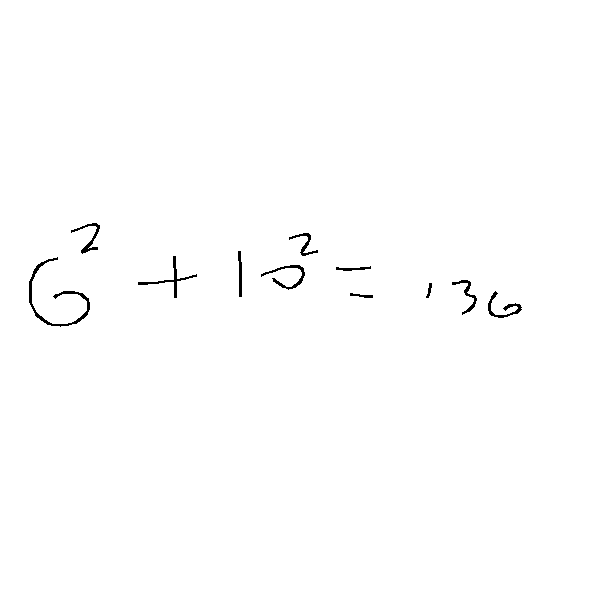 6² + 10² = 136